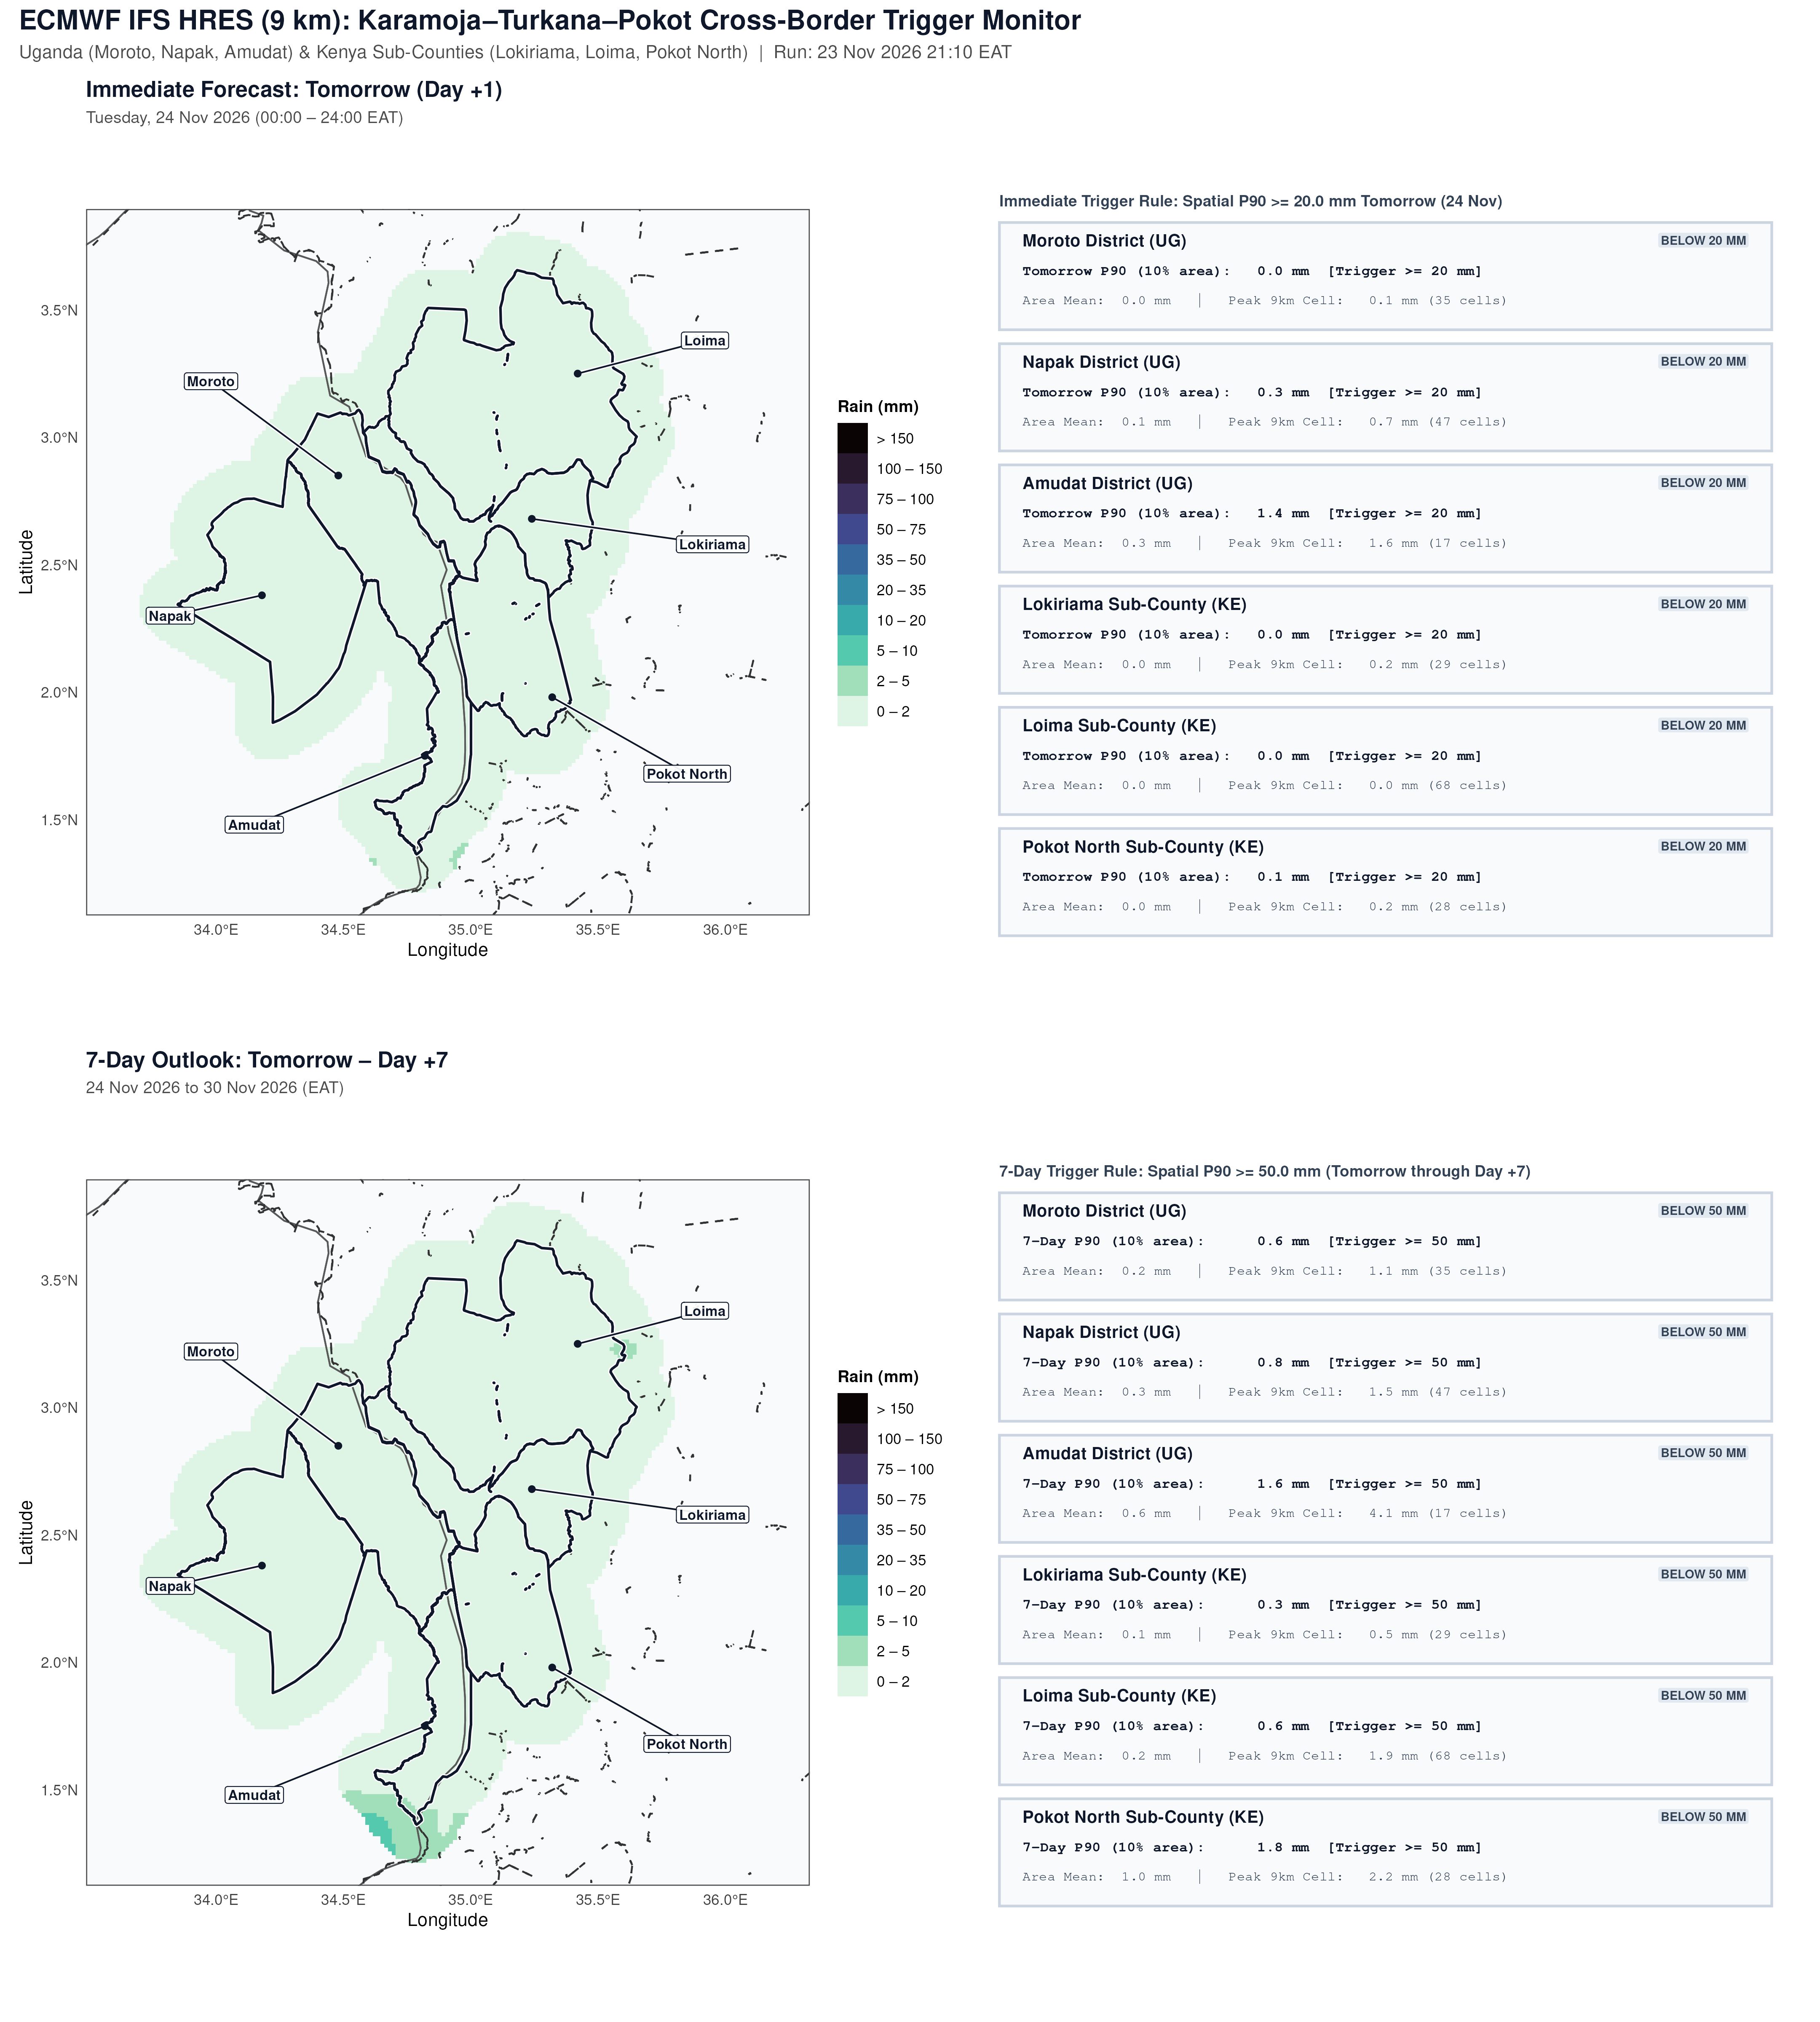 ECMWF IFS HRES (9 km): Karamoja–Turkana–Pokot Cross-Border Trigger Monitor
Uganda (Moroto, Napak, Amudat) & Kenya Sub-Counties (Lokiriama, Loima, Pokot North) | Run: 23 Nov 2026 21:10 EAT
Immediate Forecast: Tomorrow (Day +1)
Tuesday, 24 Nov 2026 (00:00 – 24:00 EAT)
Latitude
3.5°N
3.0°N
2.5°N
2.0°N
1.5°N
Loima
Moroto
Lokiriama
Napak
Pokot North
Amudat
34.0°E 34.5°E 35.0°E 35.5°E 36.0°E
Longitude
Rain (mm)
> 150
100 – 150
75 – 100
50 – 75
35 – 50
20 – 35
10 – 20
5 – 10
2 – 5
0 – 2
Immediate Trigger Rule: Spatial P90 >= 20.0 mm Tomorrow (24 Nov)
Moroto District (UG) BELOW 20 MM
Tomorrow P90 (10% area): 0.0 mm [Trigger >= 20 mm]
Area Mean: 0.0 mm | Peak 9km Cell: 0.1 mm (35 cells)
Napak District (UG) BELOW 20 MM
Tomorrow P90 (10% area): 0.3 mm [Trigger >= 20 mm]
Area Mean: 0.1 mm | Peak 9km Cell: 0.7 mm (47 cells)
Amudat District (UG) BELOW 20 MM
Tomorrow P90 (10% area): 1.4 mm [Trigger >= 20 mm]
Area Mean: 0.3 mm | Peak 9km Cell: 1.6 mm (17 cells)
Lokiriama Sub-County (KE) BELOW 20 MM
Tomorrow P90 (10% area): 0.0 mm [Trigger >= 20 mm]
Area Mean: 0.0 mm | Peak 9km Cell: 0.2 mm (29 cells)
Loima Sub-County (KE) BELOW 20 MM
Tomorrow P90 (10% area): 0.0 mm [Trigger >= 20 mm]
Area Mean: 0.0 mm | Peak 9km Cell: 0.0 mm (68 cells)
Pokot North Sub-County (KE) BELOW 20 MM
Tomorrow P90 (10% area): 0.1 mm [Trigger >= 20 mm]
Area Mean: 0.0 mm | Peak 9km Cell: 0.2 mm (28 cells)
7-Day Outlook: Tomorrow – Day +7
24 Nov 2026 to 30 Nov 2026 (EAT)
Latitude
3.5°N
3.0°N
2.5°N
2.0°N
1.5°N
Loima
Moroto
Lokiriama
Napak
Pokot North
Amudat
34.0°E 34.5°E 35.0°E 35.5°E 36.0°E
Longitude
Rain (mm)
> 150
100 – 150
75 – 100
50 – 75
35 – 50
20 – 35
10 – 20
5 – 10
2 – 5
0 – 2
7-Day Trigger Rule: Spatial P90 >= 50.0 mm (Tomorrow through Day +7)
Moroto District (UG) BELOW 50 MM
7-Day P90 (10% area): 0.6 mm [Trigger >= 50 mm]
Area Mean: 0.2 mm | Peak 9km Cell: 1.1 mm (35 cells)
Napak District (UG) BELOW 50 MM
7-Day P90 (10% area): 0.8 mm [Trigger >= 50 mm]
Area Mean: 0.3 mm | Peak 9km Cell: 1.5 mm (47 cells)
Amudat District (UG) BELOW 50 MM
7-Day P90 (10% area): 1.6 mm [Trigger >= 50 mm]
Area Mean: 0.6 mm | Peak 9km Cell: 4.1 mm (17 cells)
Lokiriama Sub-County (KE) BELOW 50 MM
7-Day P90 (10% area): 0.3 mm [Trigger >= 50 mm]
Area Mean: 0.1 mm | Peak 9km Cell: 0.5 mm (29 cells)
Loima Sub-County (KE) BELOW 50 MM
7-Day P90 (10% area): 0.6 mm [Trigger >= 50 mm]
Area Mean: 0.2 mm | Peak 9km Cell: 1.9 mm (68 cells)
Pokot North Sub-County (KE) BELOW 50 MM
7-Day P90 (10% area): 1.8 mm [Trigger >= 50 mm]
Area Mean: 1.0 mm | Peak 9km Cell: 2.2 mm (28 cells)